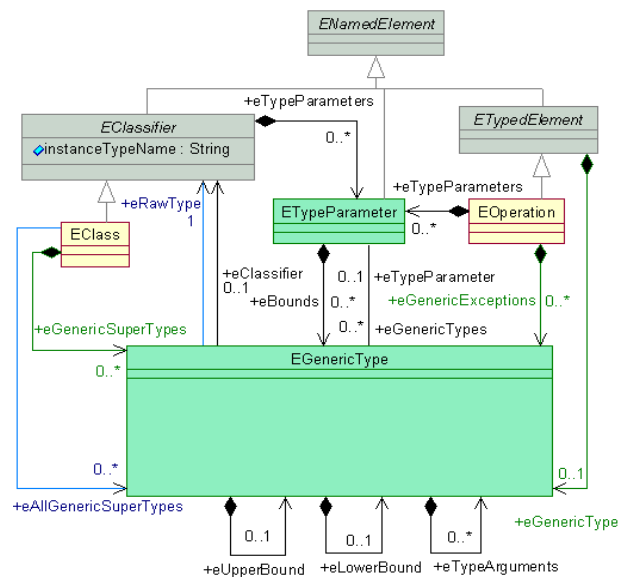 ENamedElement
+eTypeParameters
EClassifier
instanceTypeName : String
0..*
ETypedElement
+eTypeParameters
+eRawType
1
ETypeParameter
EOperation
0..*
EClass
+eClassifier
0..1
+eBounds
0..*
0..*
0..1
+eTypeParameter
+eGenericExceptions
0..*
+eGenericTypes
+eGenericSuperTypes
0..*
EGenericType
0..*
+eAllGenericSuperTypes
0..1
+eGenericType
0..1
+eUpperBound
0..1
+eLowerBound
0..*
+eTypeArguments